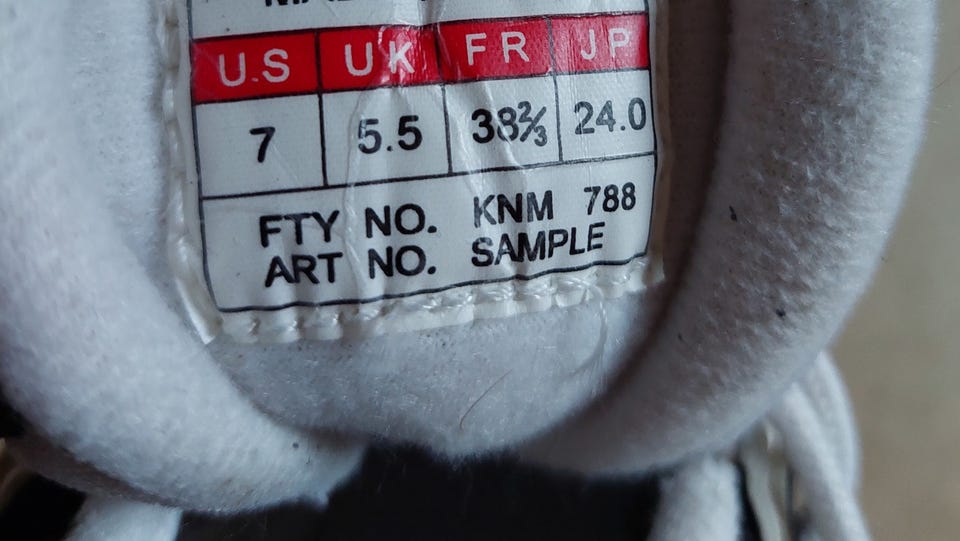 U.S UK FR JP
7 5.5 38⅔ 24.0
FTY NO. KNM 788
ART NO. SAMPLE